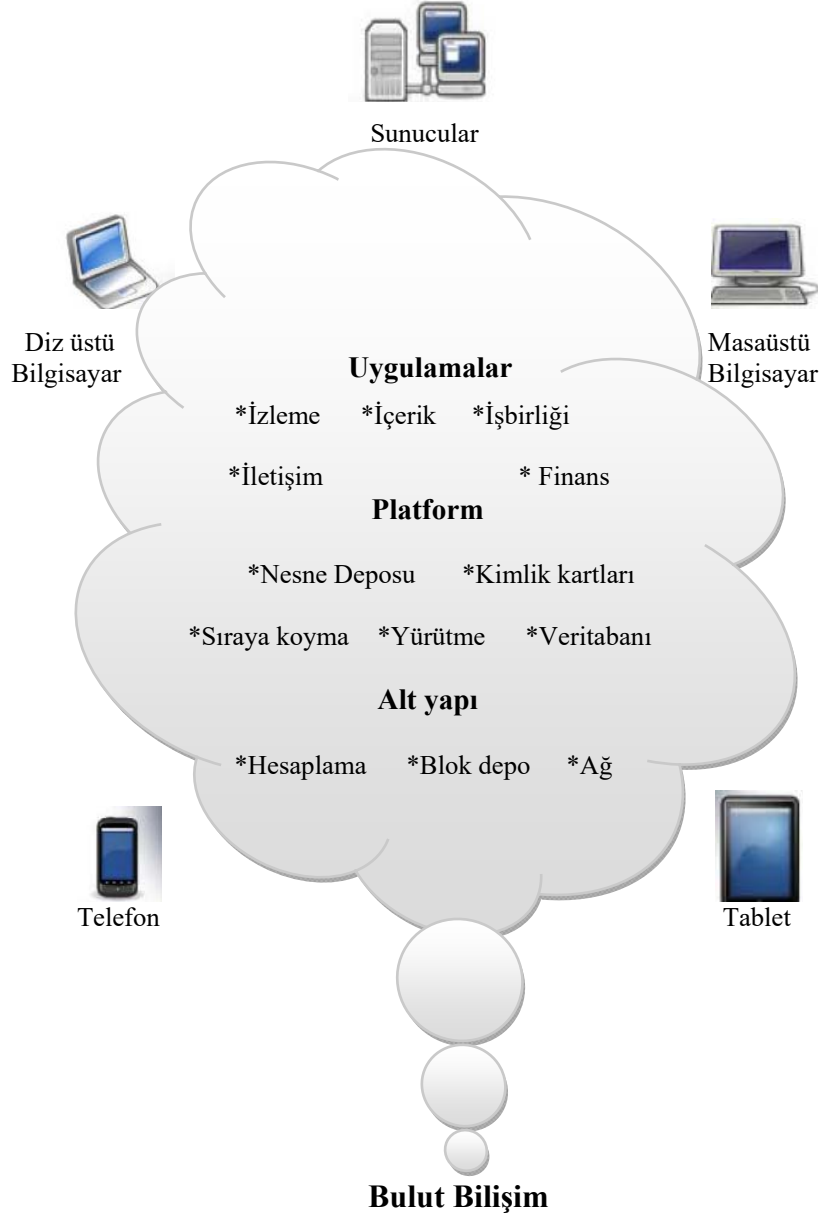 Sunucular
Diz üstü
Bilgisayar
Masaüstü
Bilgisayar
Uygulamalar
*İzleme *İçerik *İşbirliği
*İletişim * Finans
Platform
*Nesne Deposu *Kimlik kartları
*Sıraya koyma *Yürütme *Veritabanı
Alt yapı
*Hesaplama *Blok depo *Ağ
Telefon
Tablet
Bulut Bilişim